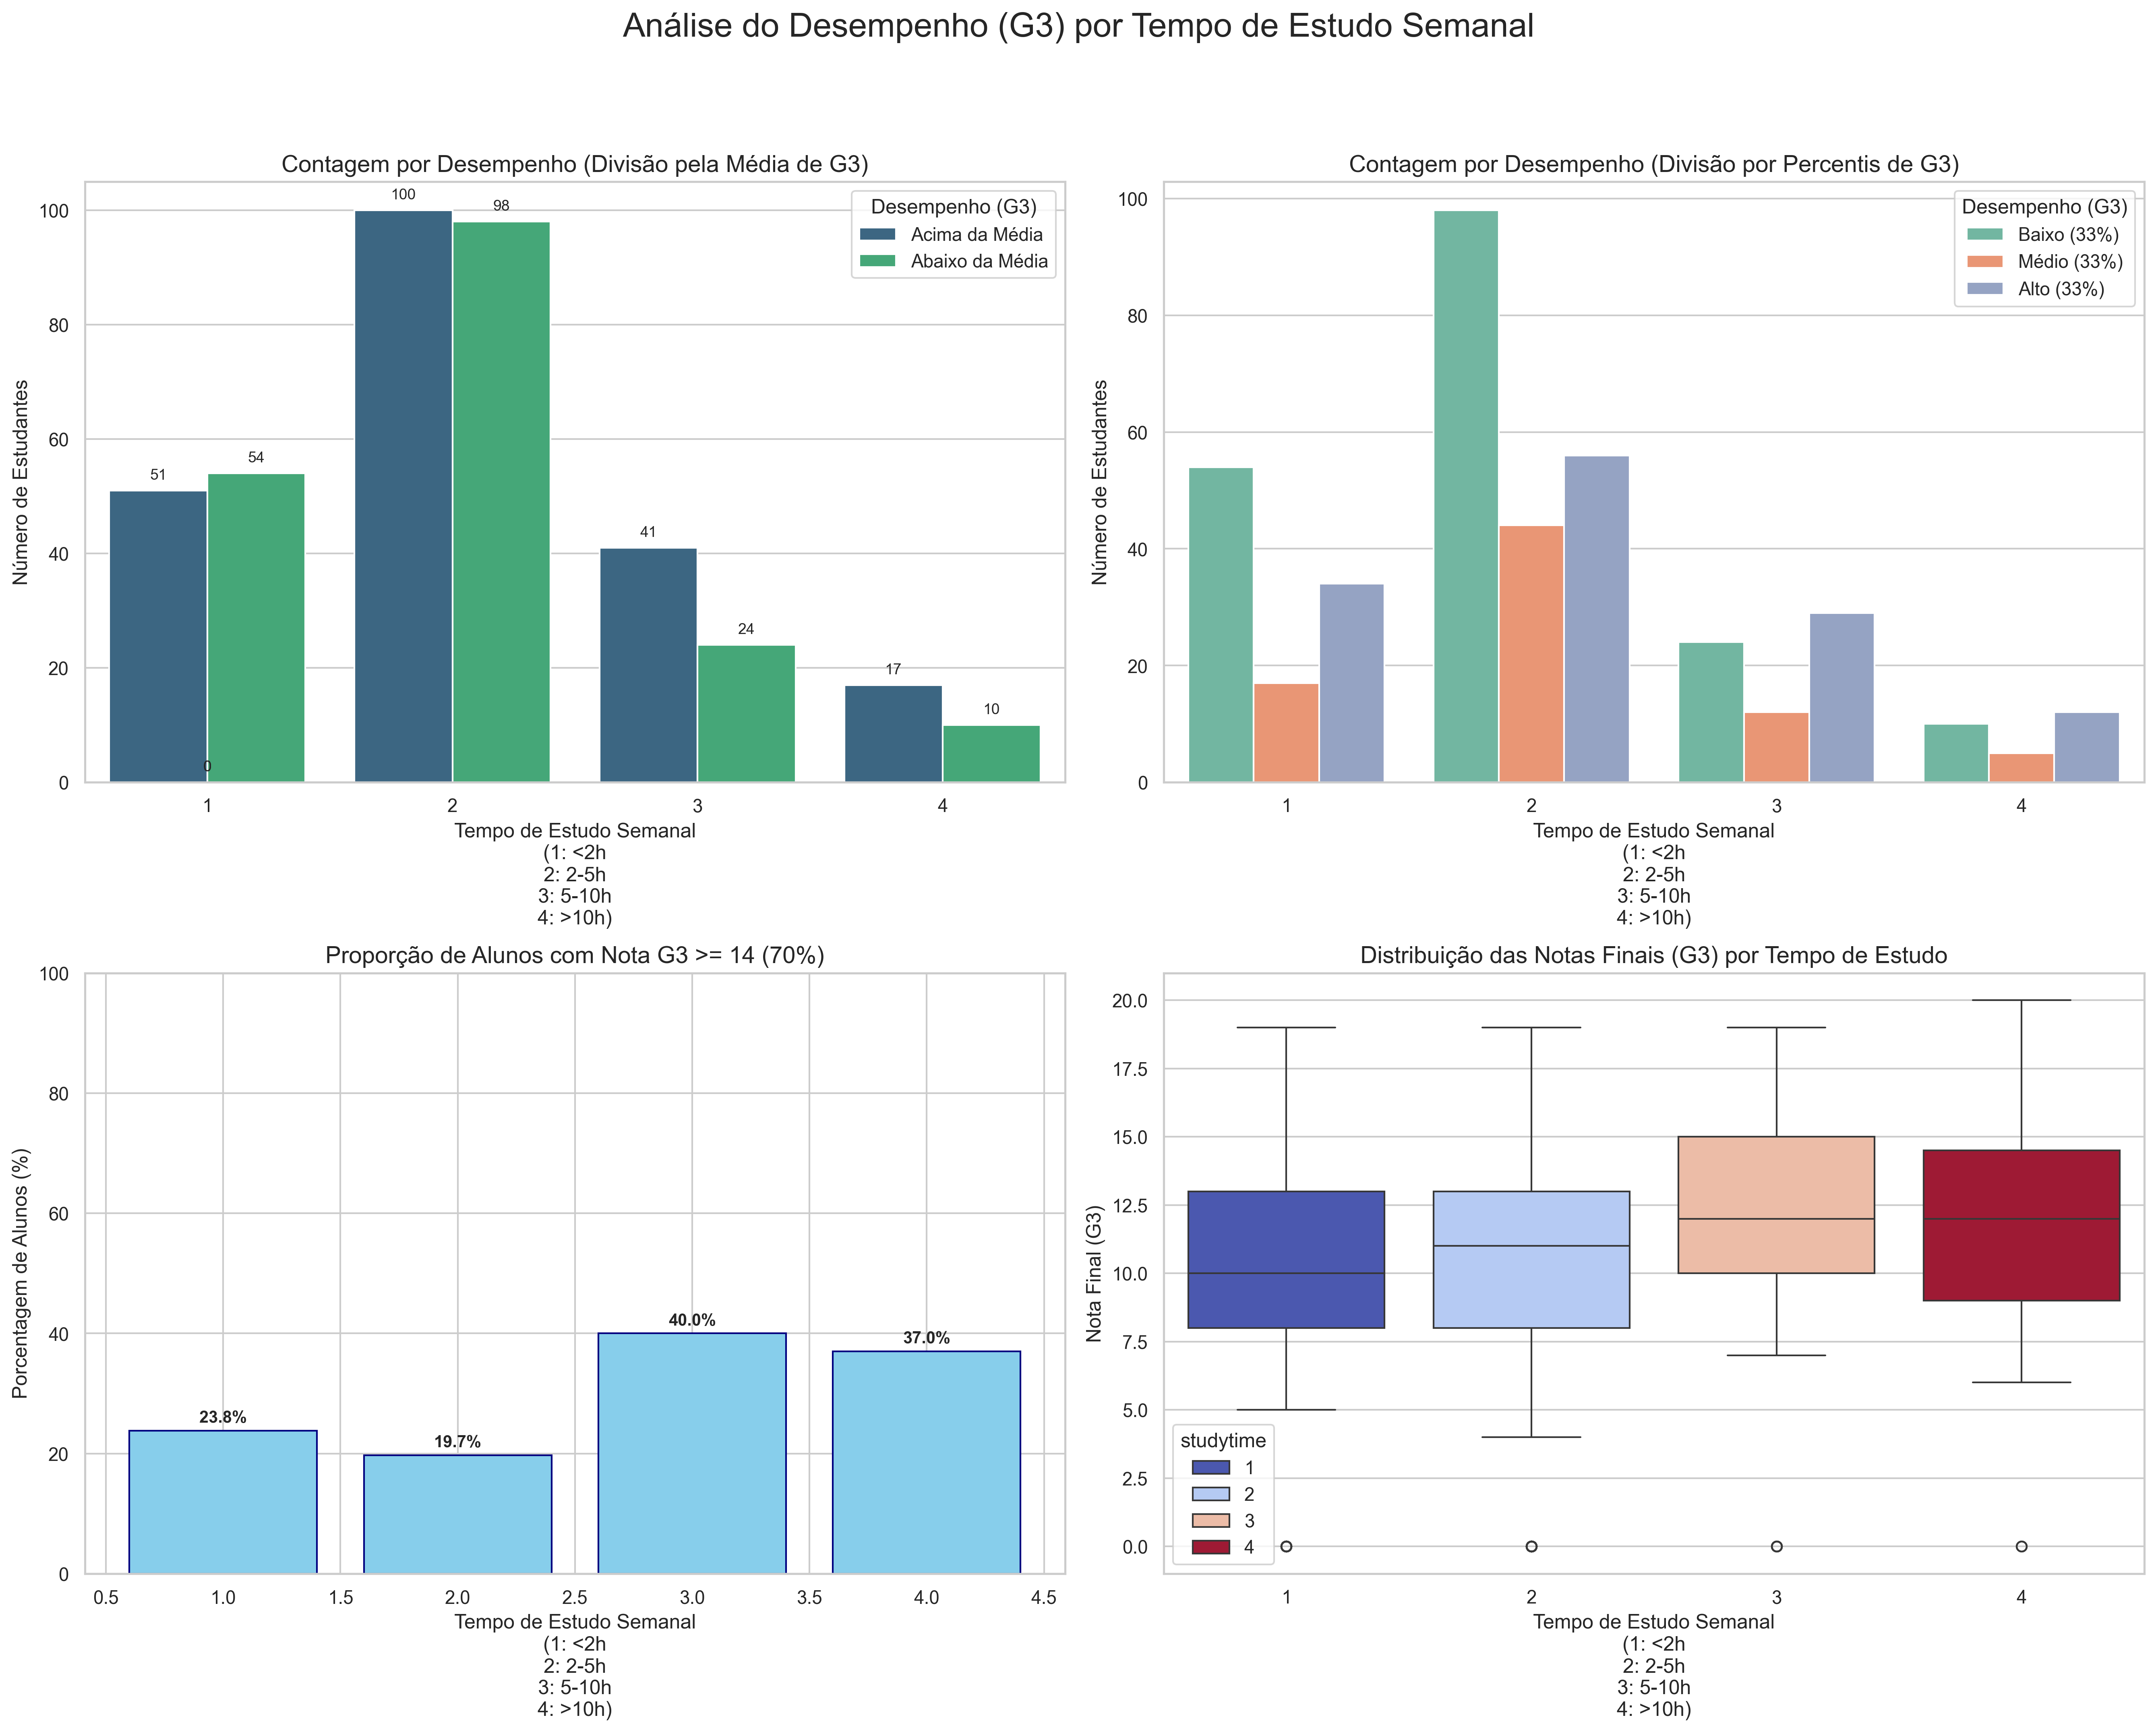 Análise do Desempenho (G3) por Tempo de Estudo Semanal
Contagem por Desempenho (Divisão pela Média de G3)
Número de Estudantes
100
80
60
40
20
0
51
54
0
100
98
41
24
17
10
Desempenho (G3)
Acima da Média
Abaixo da Média
1 2 3 4
Tempo de Estudo Semanal
(1: <2h
2: 2-5h
3: 5-10h
4: >10h)
Contagem por Desempenho (Divisão por Percentis de G3)
Número de Estudantes
100
80
60
40
20
0
Desempenho (G3)
Baixo (33%)
Médio (33%)
Alto (33%)
1 2 3 4
Tempo de Estudo Semanal
(1: <2h
2: 2-5h
3: 5-10h
4: >10h)
Proporção de Alunos com Nota G3 >= 14 (70%)
Porcentagem de Alunos (%)
100
80
60
40
20
0
23.8%
19.7%
40.0%
37.0%
0.5 1.0 1.5 2.0 2.5 3.0 3.5 4.0 4.5
Tempo de Estudo Semanal
(1: <2h
2: 2-5h
3: 5-10h
4: >10h)
Distribuição das Notas Finais (G3) por Tempo de Estudo
Nota Final (G3)
20.0
17.5
15.0
12.5
10.0
7.5
5.0
2.5
0.0
studytime
1
2
3
4
1 2 3 4
Tempo de Estudo Semanal
(1: <2h
2: 2-5h
3: 5-10h
4: >10h)